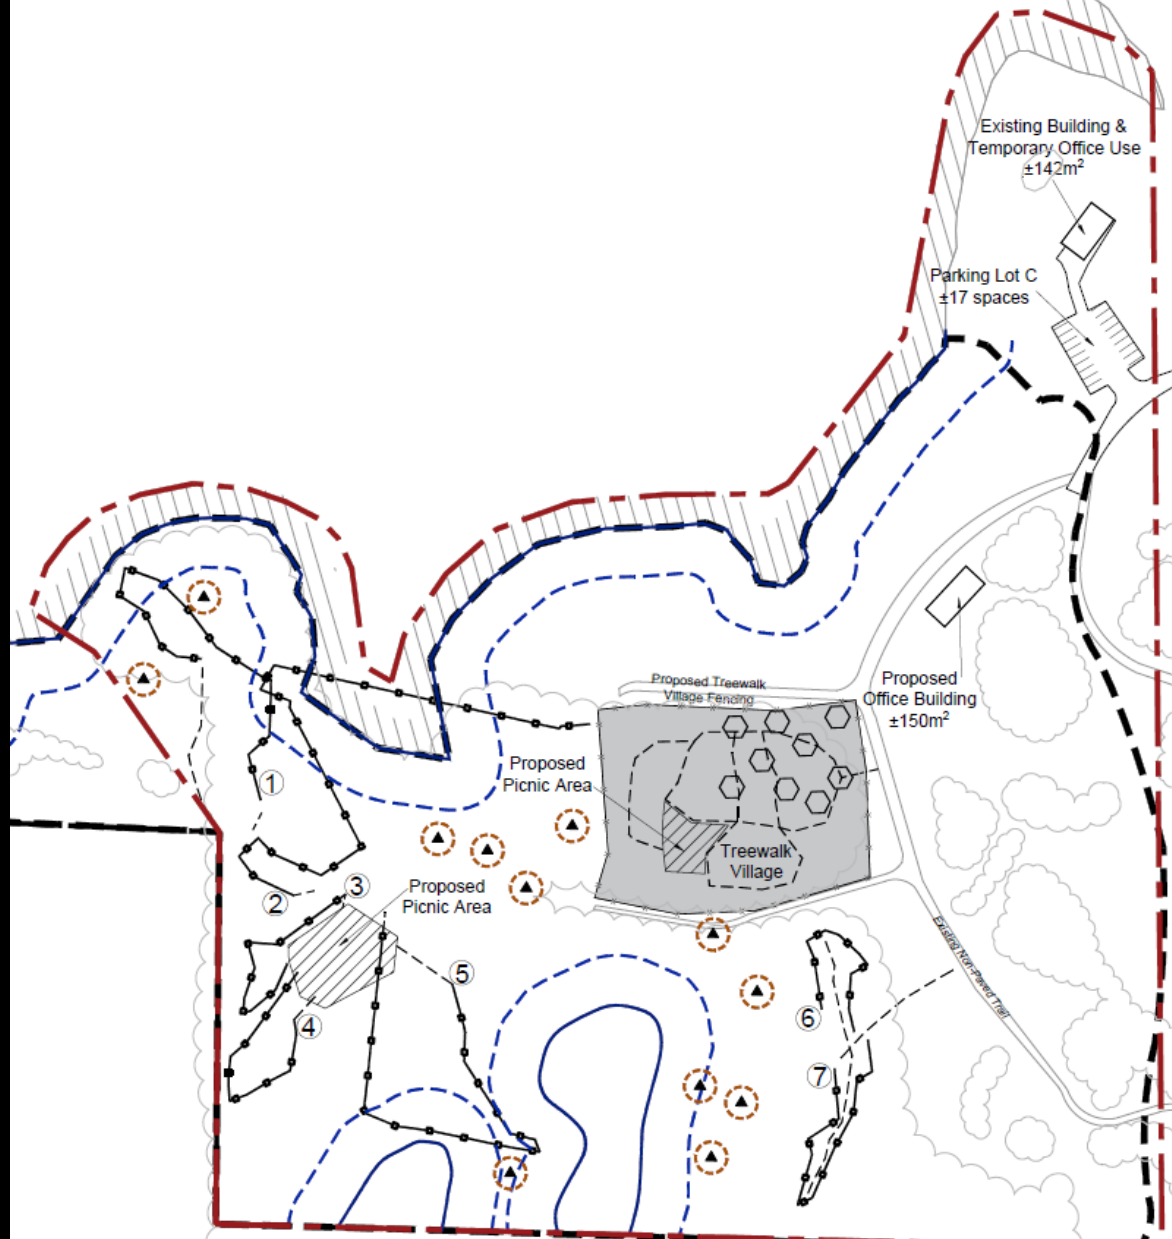 Existing Building &
Temporary Office Use
±142m²
Parking Lot C
±17 spaces
Proposed Treewalk
Village Fencing
Proposed
Office Building
±150m²
Proposed
Picnic Area
1
Treewalk
Village
2
3
Proposed
Picnic Area
Existing Non-Paved Trail
5
4
6
7